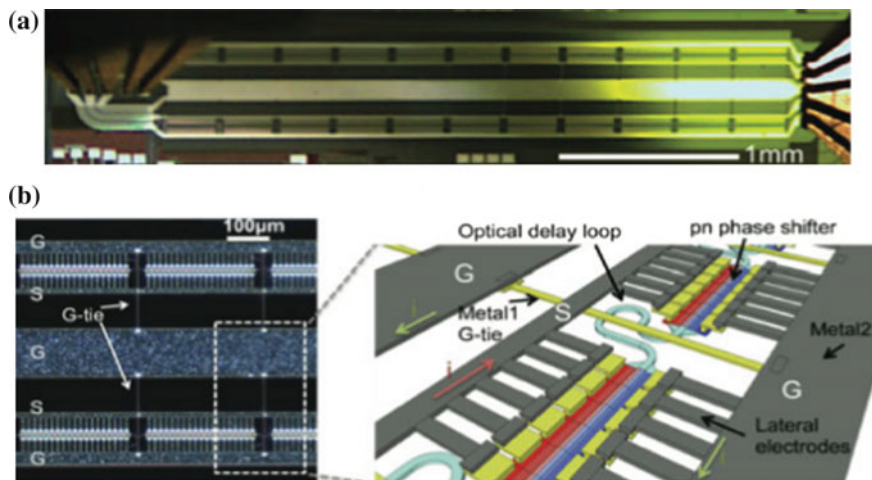 (a)
1mm
(b)
100µm
G
S
G-tie
G
S
G
Optical delay loop
pn phase shifter
G
Metal1
G-tie
S
i
i
Metal2
G
Lateral
electrodes
i